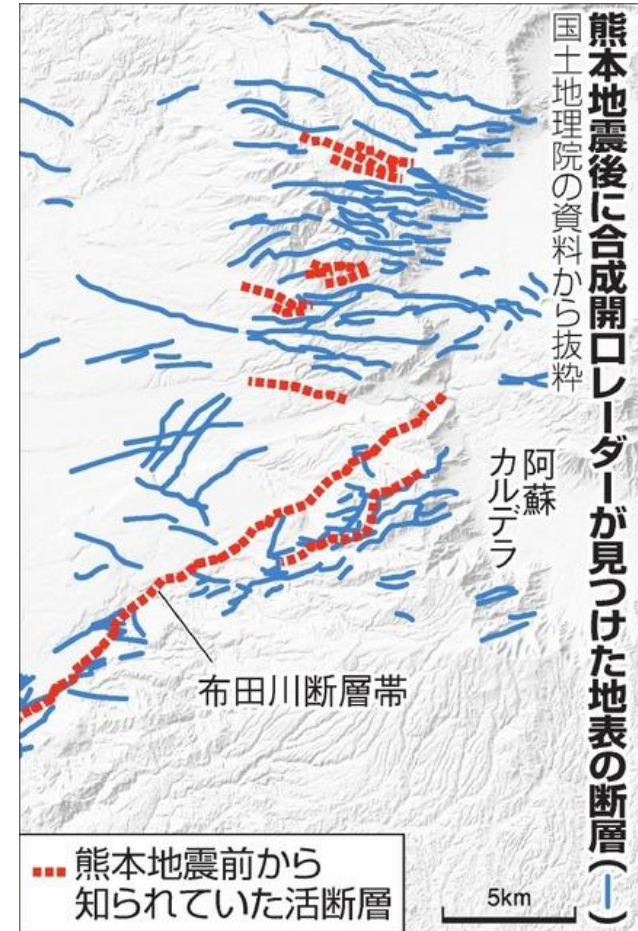 熊本地震後に合成開口レーダーが見つけた地表の断層(ー)
国土地理院の資料から抜粋
阿蘇
カルデラ
布田川断層帯
熊本地震前から
知られていた活断層
5km